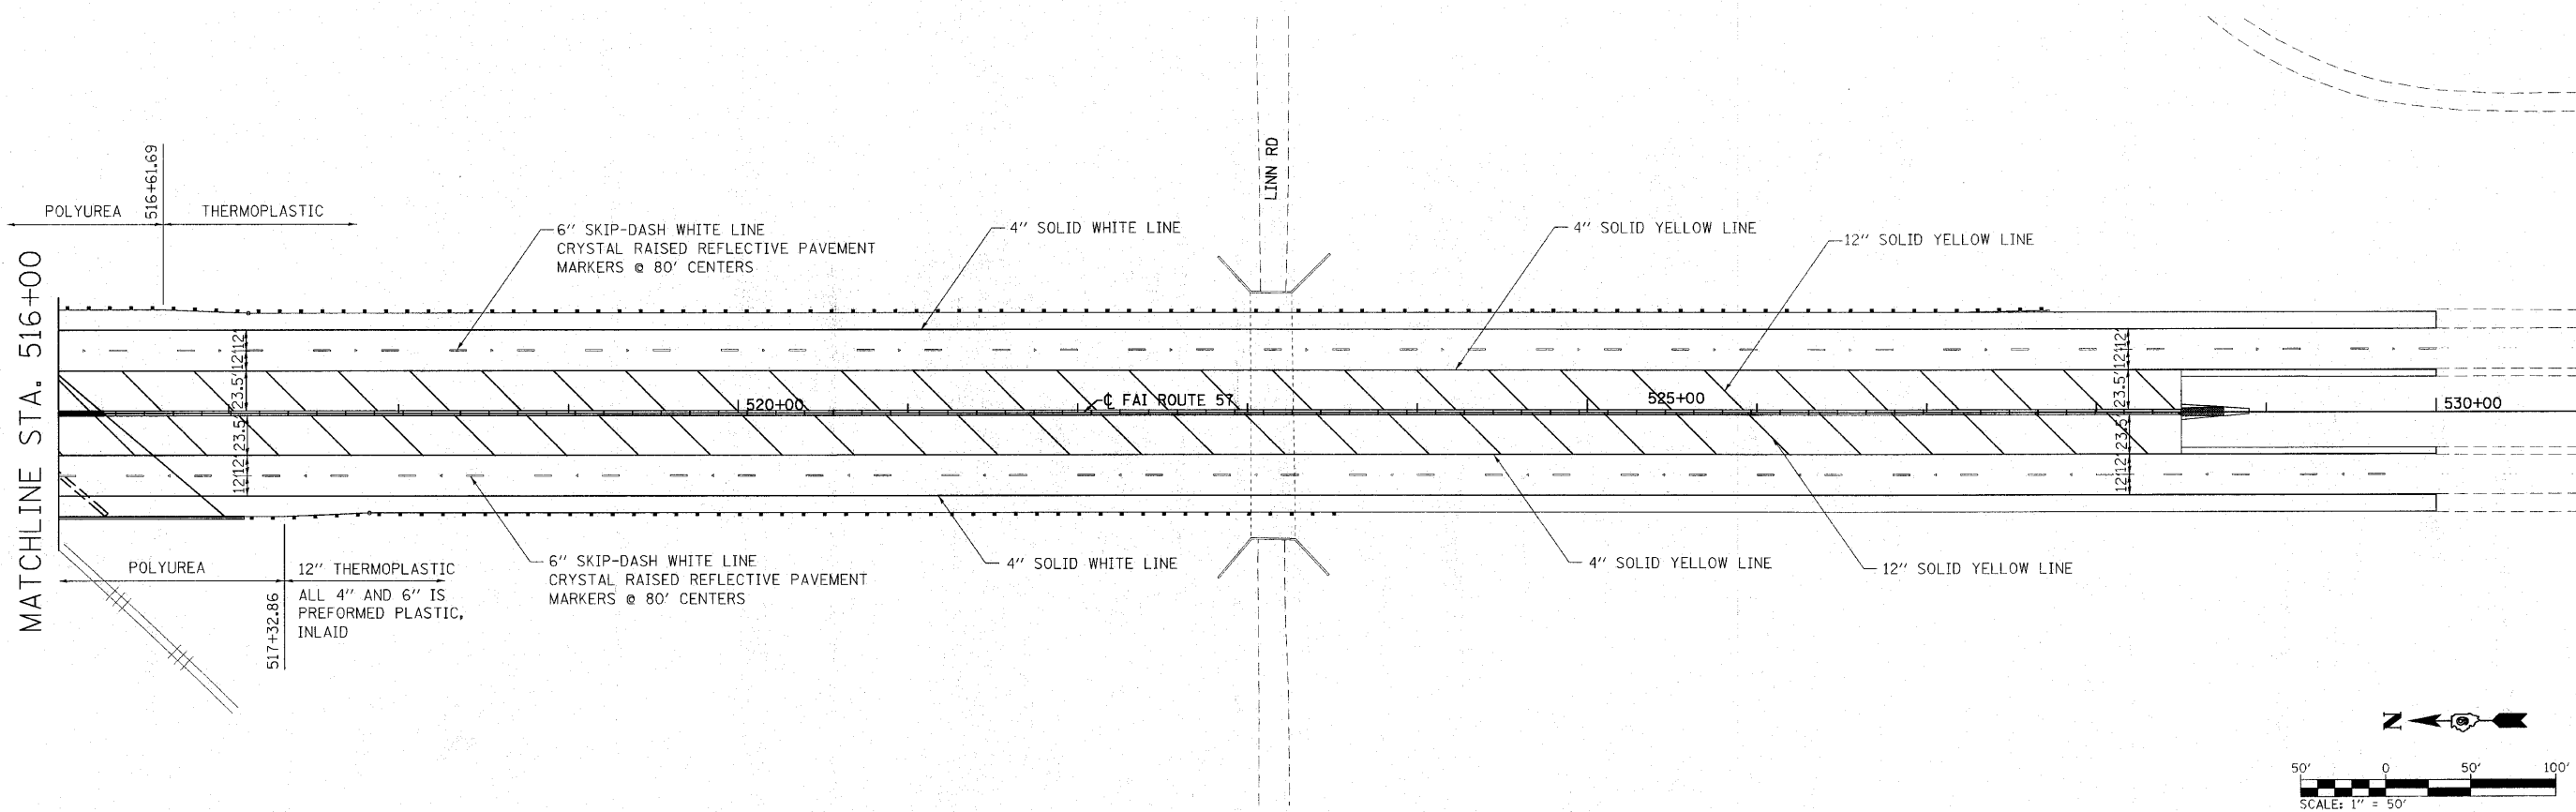 LINN RD
516+61.69
POLYUREA
THERMOPLASTIC
6" SKIP-DASH WHITE LINE
CRYSTAL RAISED REFLECTIVE PAVEMENT
MARKERS @ 80' CENTERS
4" SOLID WHITE LINE
4" SOLID YELLOW LINE
12" SOLID YELLOW LINE
MATCHLINE STA. 516+00
12'
12'
23.5'
23.5'
12'
12'
520+00
℄ FAI ROUTE 57
525+00
12'
12'
23.5'
23.5'
12'
12'
530+00
POLYUREA
517+32.86
12" THERMOPLASTIC
ALL 4" AND 6" IS
PREFORMED PLASTIC,
INLAID
6" SKIP-DASH WHITE LINE
CRYSTAL RAISED REFLECTIVE PAVEMENT
MARKERS @ 80' CENTERS
4" SOLID WHITE LINE
4" SOLID YELLOW LINE
12" SOLID YELLOW LINE
N
50' 0 50' 100'
SCALE: 1" = 50'